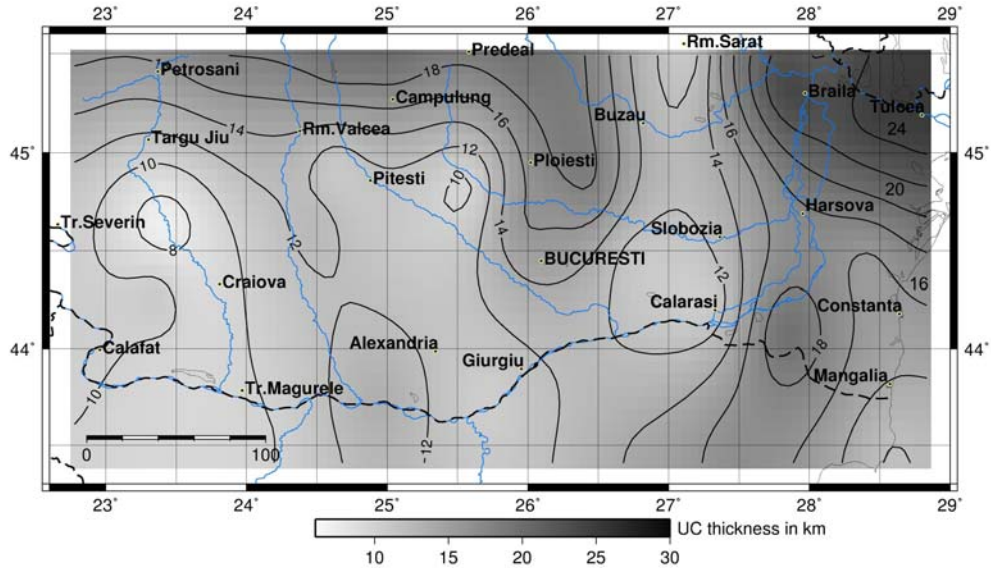 23° 24° 25° 26° 27° 28° 29°
Predeal
Rm.Sarat
Petrosani
18
Campulung
Braila
Tulcea
16
Buzau
16
24
14
Rm.Valcea
Targu Jiu
45° 45°
12
14
10
Ploiesti
Pitesti
10
20
Harsova
Tr.Severin
14
Slobozia
8
12
BUCURESTI
12
Craiova
16
Calarasi
Constanta
44° 44°
Alexandria
Calafat
Giurgiu
18
Mangalia
Tr.Magurele
10
12
0 100
23° 24° 25° 26° 27° 28° 29°
UC thickness in km
10 15 20 25 30